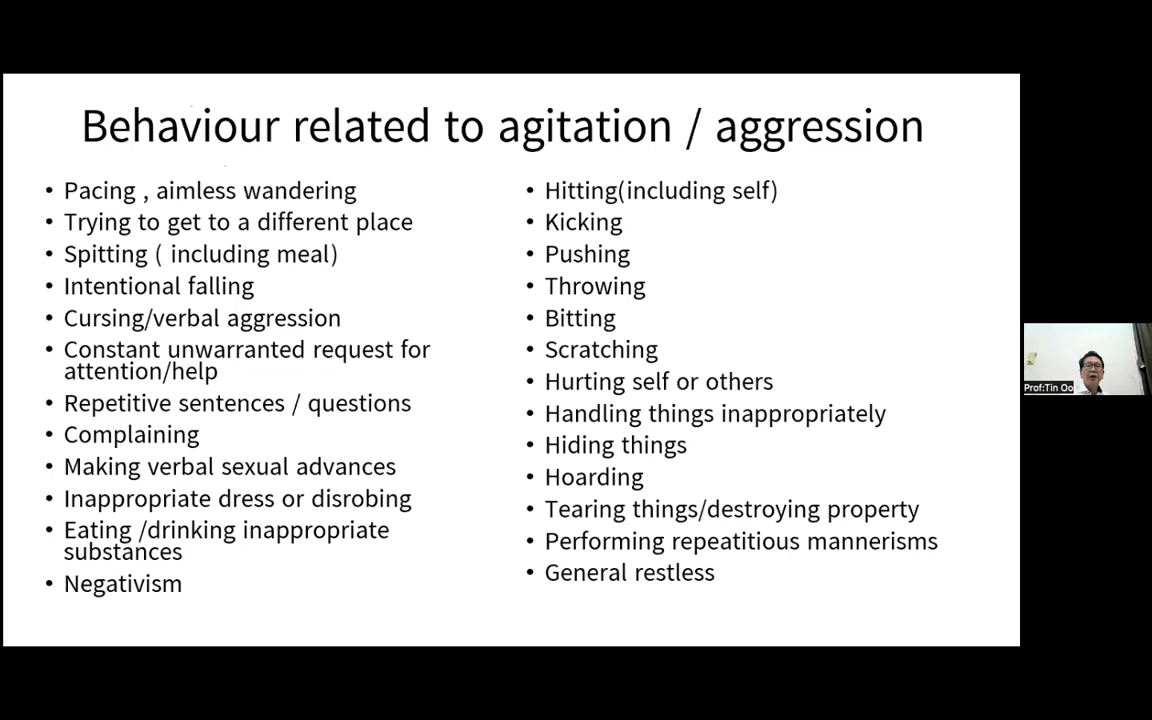 Behaviour related to agitation / aggression
• Pacing , aimless wandering
• Trying to get to a different place
• Spitting ( including meal)
• Intentional falling
• Cursing/verbal aggression
• Constant unwarranted request for
attention/help
• Repetitive sentences / questions
• Complaining
• Making verbal sexual advances
• Inappropriate dress or disrobing
• Eating /drinking inappropriate
substances
• Negativism
• Hitting(including self)
• Kicking
• Pushing
• Throwing
• Bitting
• Scratching
• Hurting self or others
• Handling things inappropriately
• Hiding things
• Hoarding
• Tearing things/destroying property
• Performing repeatitious mannerisms
• General restless
Prof:Tin Oo